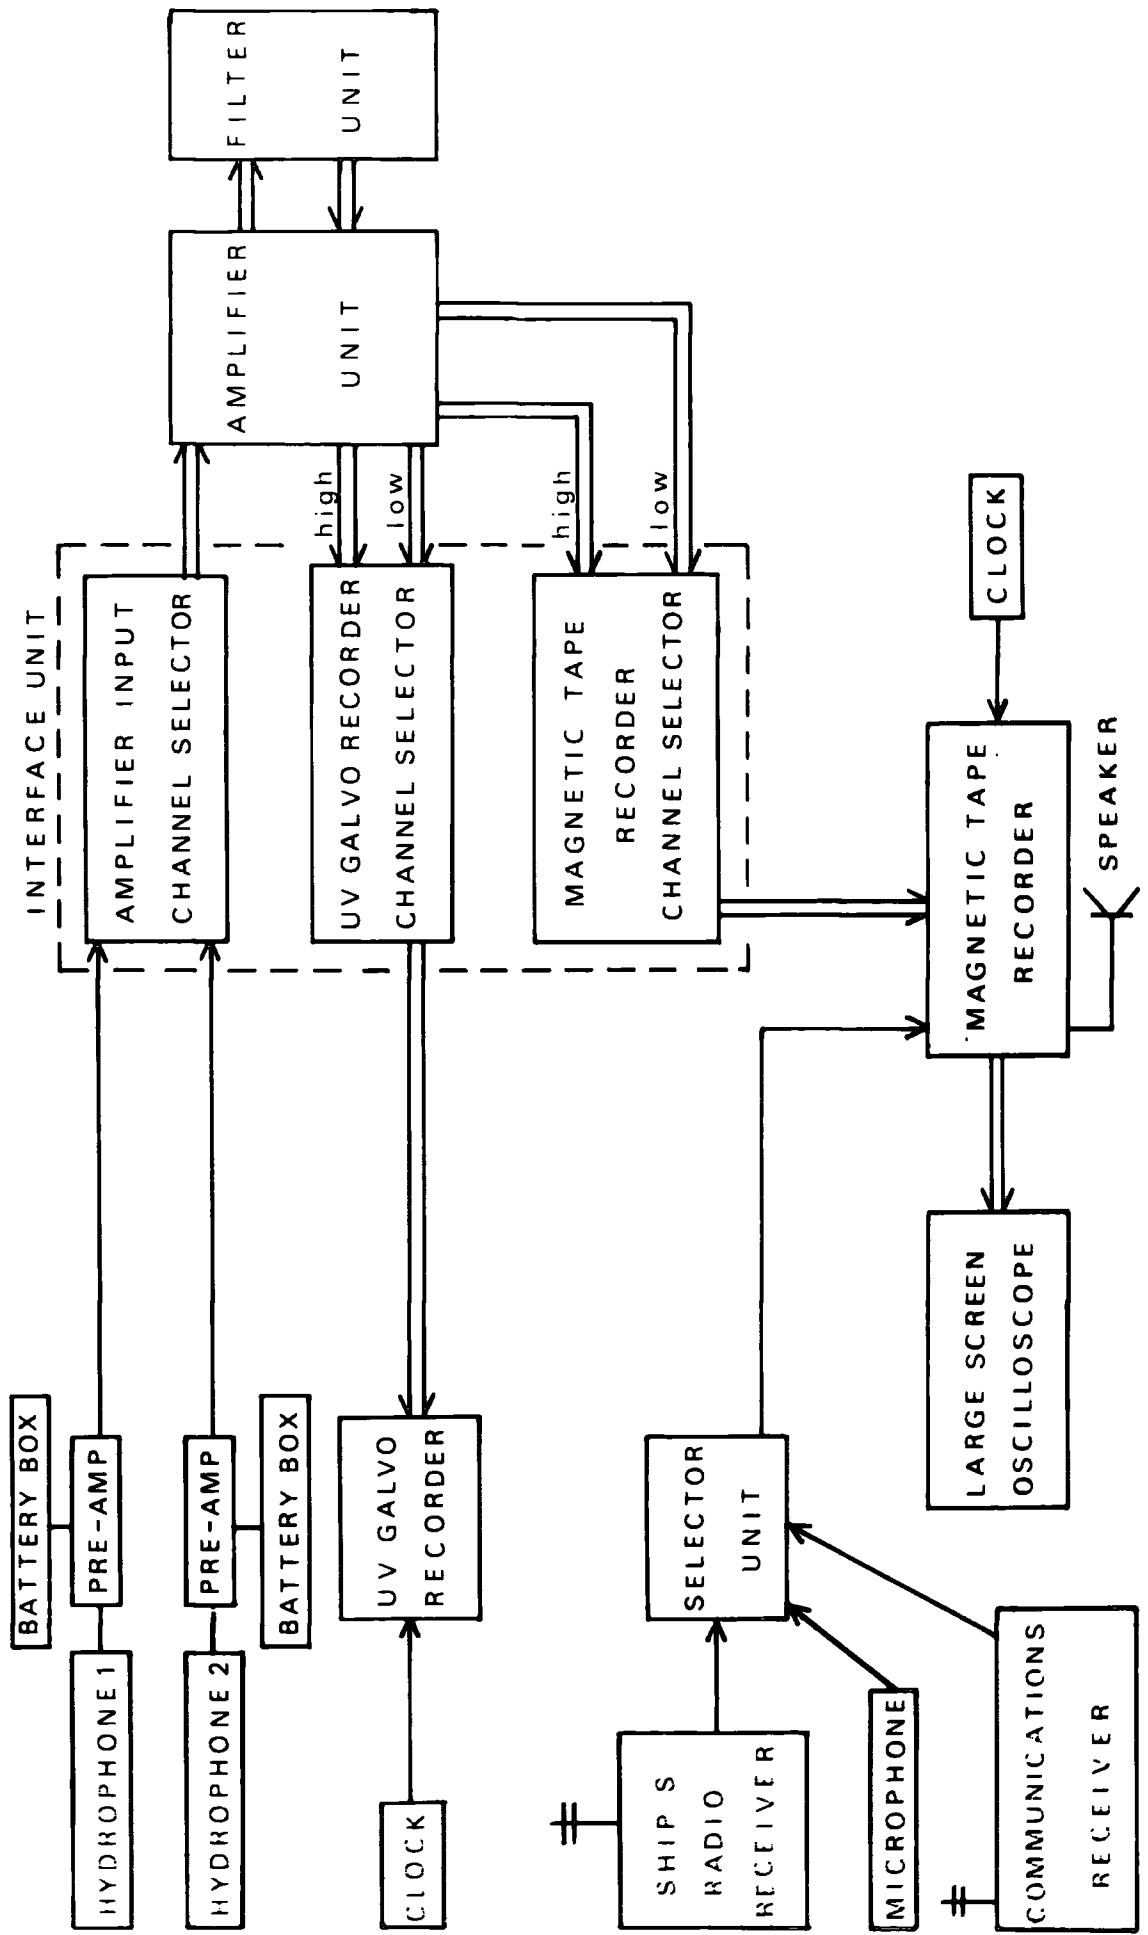 BATTERY BOX
HYDROPHONE 1
PRE-AMP
HYDROPHONE 2
PRE-AMP
BATTERY BOX
INTERFACE UNIT
AMPLIFIER INPUT
CHANNEL SELECTOR
UV GALVO RECORDER
CHANNEL SELECTOR
MAGNETIC TAPE
RECORDER
CHANNEL SELECTOR
high
low
high
low
AMPLIFIER
UNIT
FILTER
UNIT
CLOCK
UV GALVO
RECORDER
SHIP S
RADIO
RECEIVER
MICROPHONE
COMMUNICATIONS
RECEIVER
SELECTOR
UNIT
LARGE SCREEN
OSCILLOSCOPE
MAGNETIC TAPE
RECORDER
SPEAKER
CLOCK